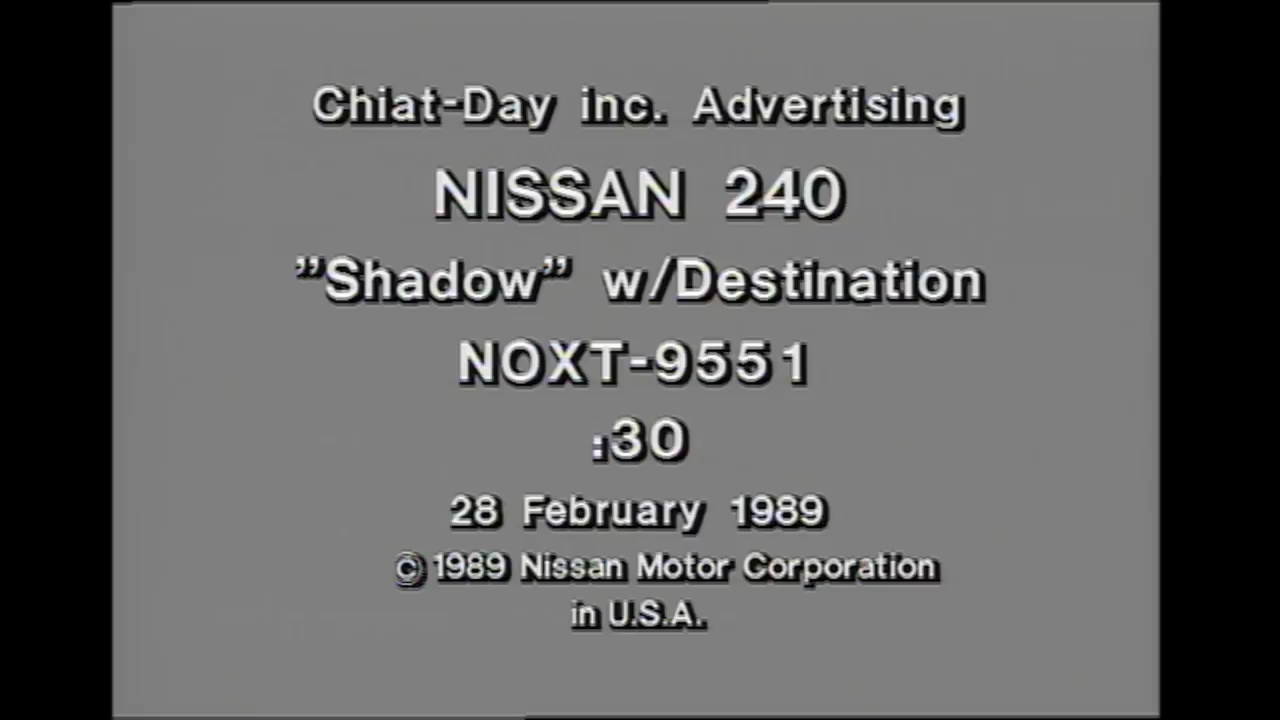 Chiat-Day inc. Advertising
NISSAN 240
”Shadow” w/Destination
NOXT-9551
:30
28 February 1989
© 1989 Nissan Motor Corporation
in U.S.A.